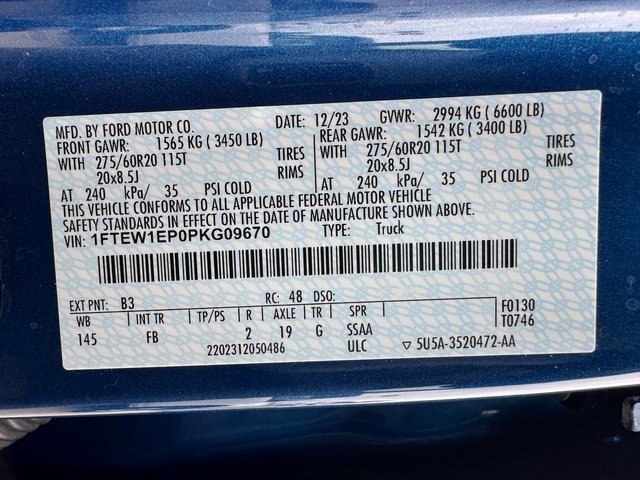 MFD. BY FORD MOTOR CO.
DATE: 12/23 GVWR: 2994 KG (6600 LB)
FRONT GAWR: 1565 KG (3450 LB)
REAR GAWR: 1542 KG (3400 LB)
WITH 275/60R20 115T TIRES
275/60R20 115T TIRES
20x8.5J RIMS
20x8.5J RIMS
AT 240 kPa/ 35 PSI COLD
AT 240 kPa/ 35 PSI COLD
THIS VEHICLE CONFORMS TO ALL APPLICABLE FEDERAL MOTOR VEHICLE
SAFETY STANDARDS IN EFFECT ON THE DATE OF MANUFACTURE SHOWN ABOVE.
VIN: 1FTEW1EP0PKG09670 TYPE: Truck
EXT PNT: B3 RC: 48 DSO:
F0130
T0746
WB INT TR TP/PS R AXLE TR SPR
145 FB 2 19 G SSAA
2202312050486 ULC ▽ 5U5A-3520472-AA